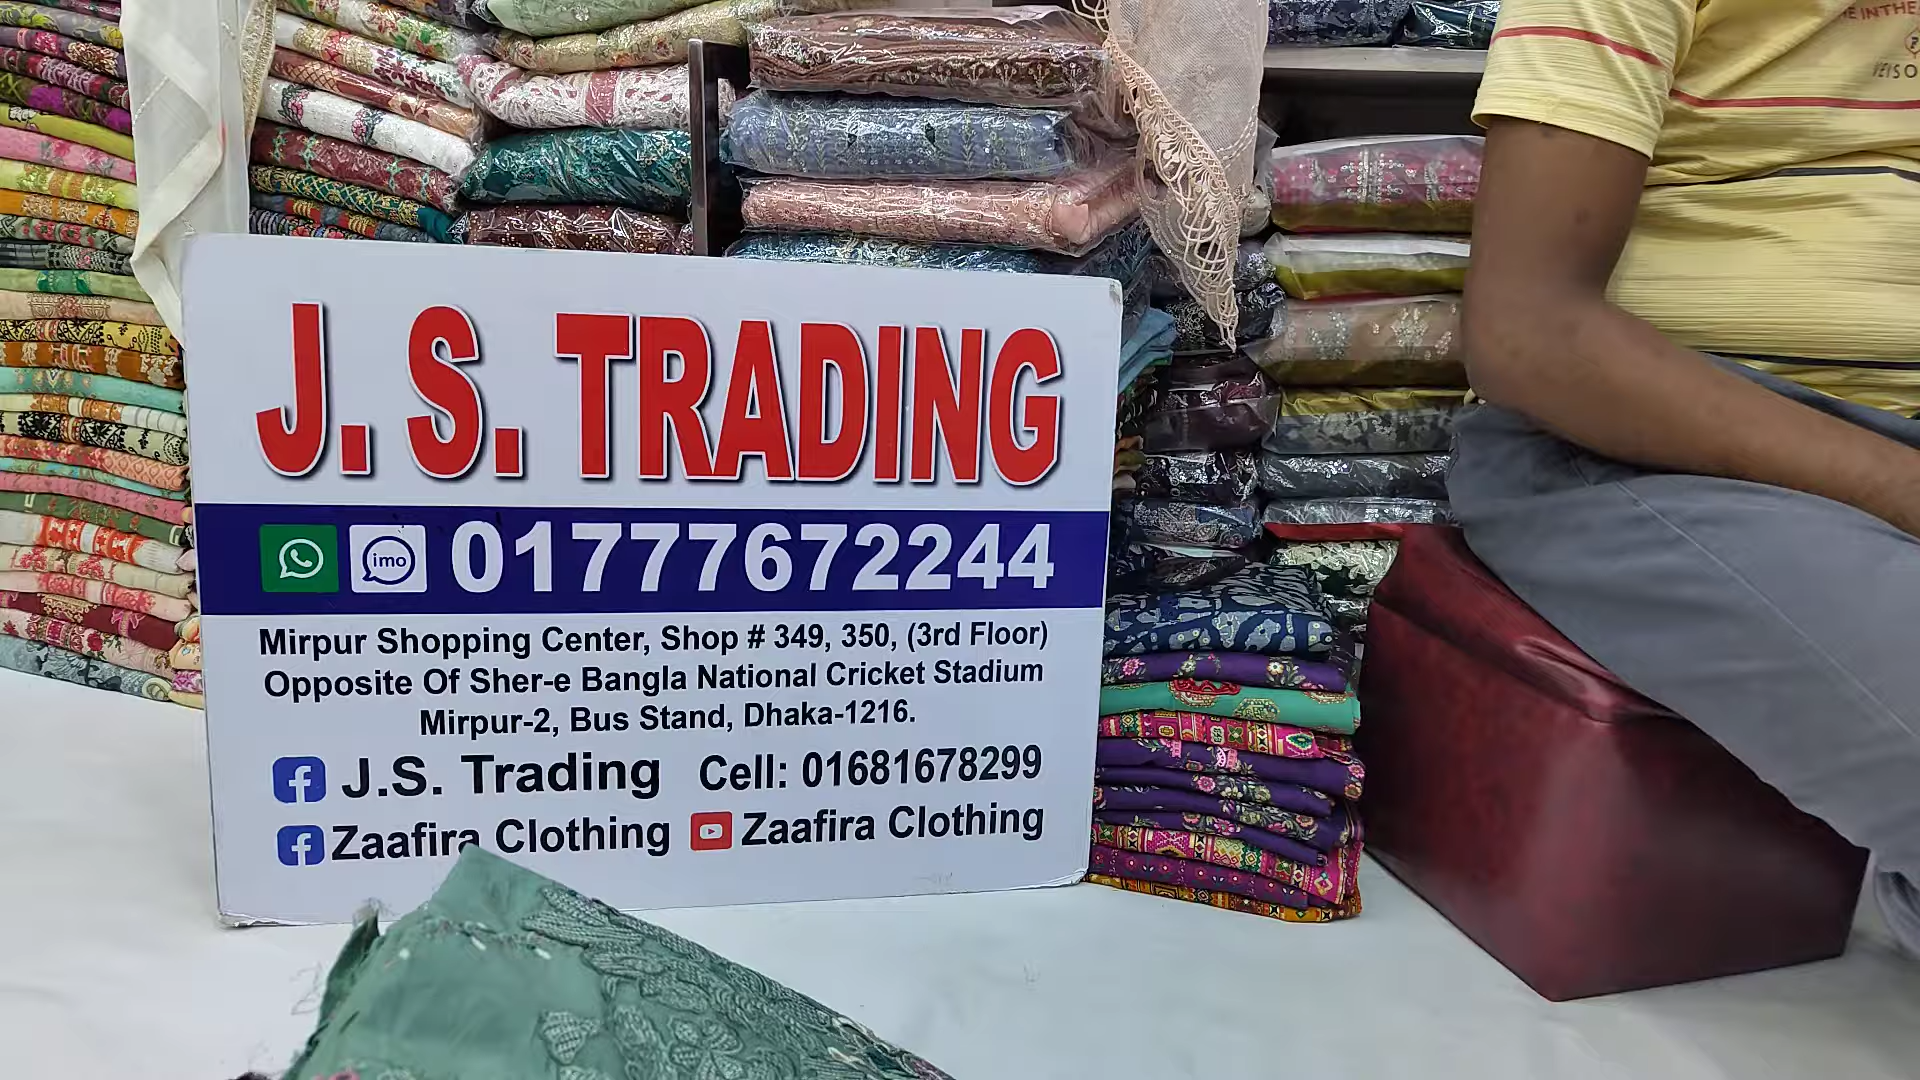 J. S. TRADING
imo 01777672244
Mirpur Shopping Center, Shop # 349, 350, (3rd Floor)
Opposite Of Sher-e Bangla National Cricket Stadium
Mirpur-2, Bus Stand, Dhaka-1216.
J.S. Trading Cell: 01681678299
Zaafira Clothing Zaafira Clothing